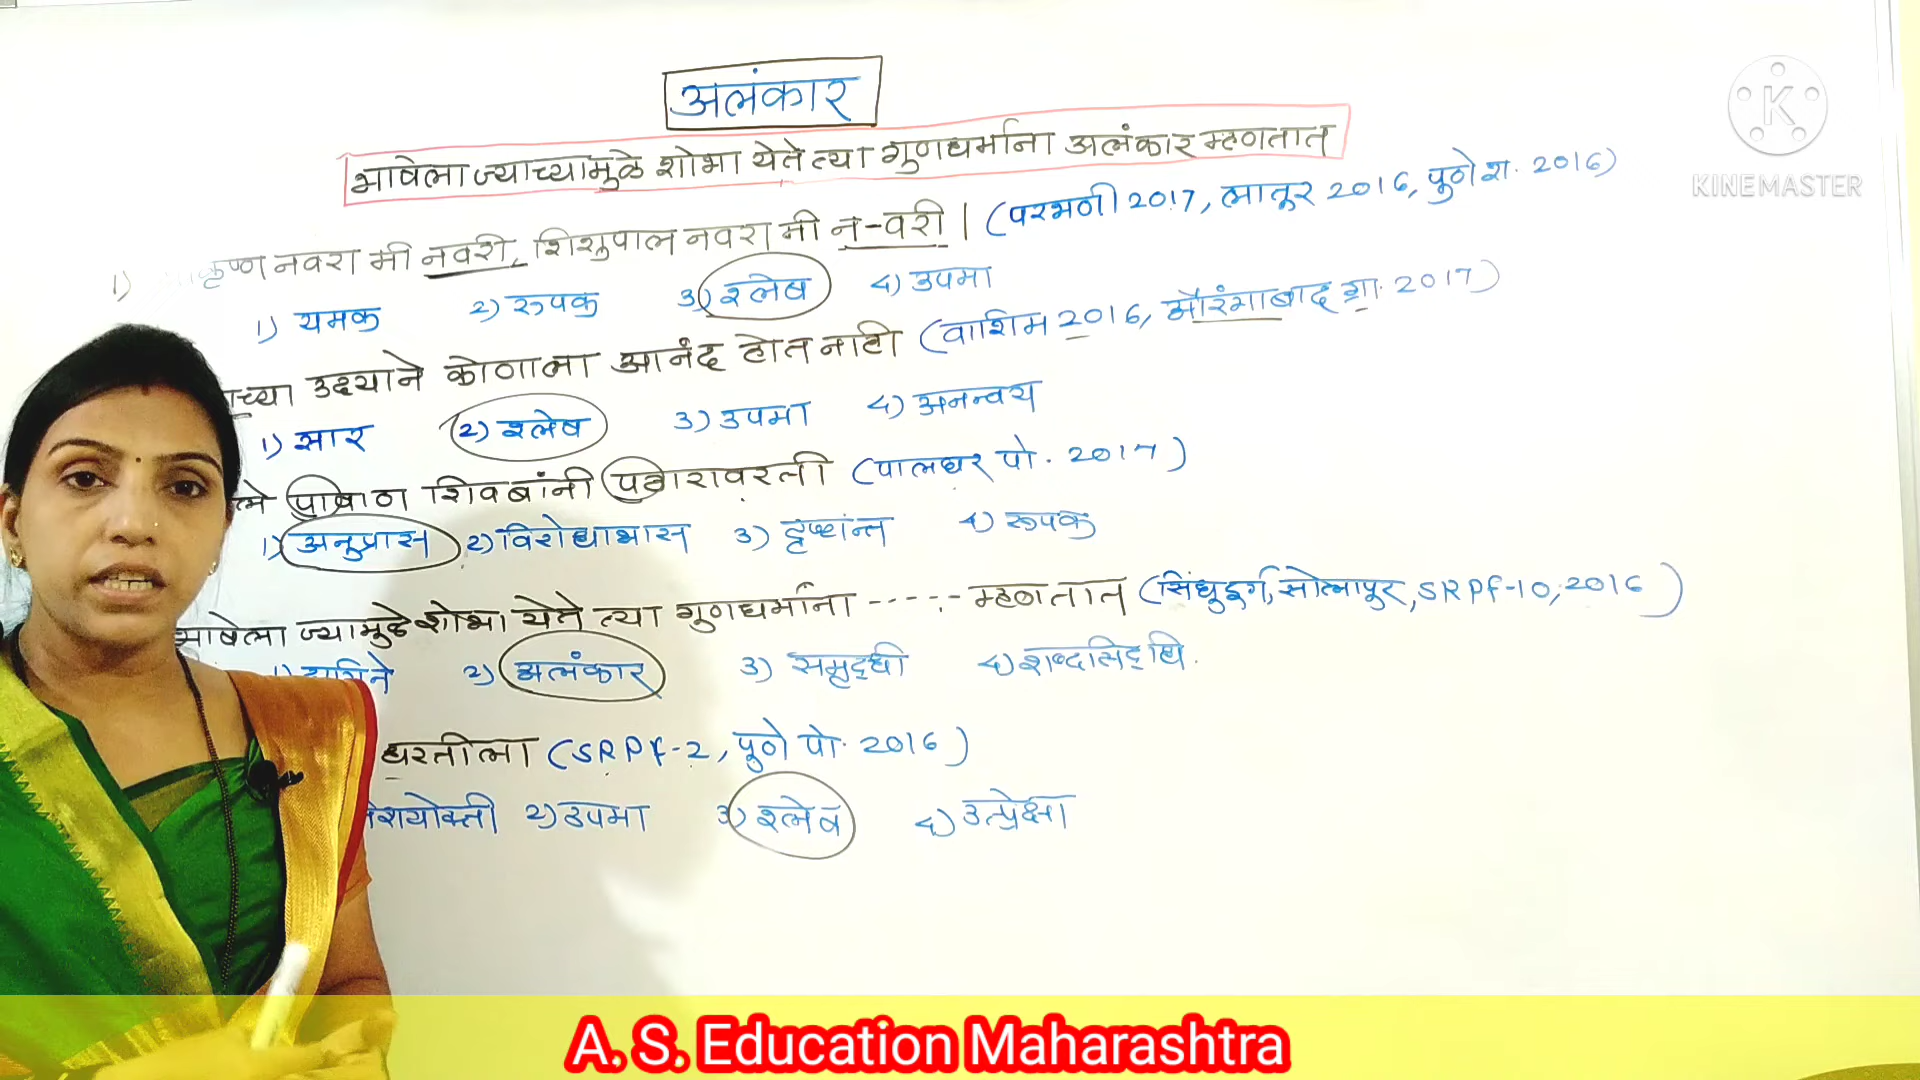 अलंकार
KINEMASTER
भाषेला ज्याच्यामुळे शोभा येते त्या गुणधर्माना अलंकार म्हणतात
1) कृष्ण नवरा मी नवरी, शिशुपाल नवरा मी न-वरी | (परभणी 2017, लातूर 2016, पुणे श. 2016)
1) यमक 2) रूपक 3) श्लेष 4) उपमा
च्या उदयाने कोणाला आनंद होत नाही (वाशिम 2016, औरंगाबाद ग्रा. 2017)
1) सार 2) श्लेष 3) उपमा 4) अनन्वय
पाषाण शिवबांनी (पालघर पो. 2017)
1) अनुप्रास 2) विरोधाभास 3) दृष्टांत 4) रूपक
भाषेला ज्यामुळे शोभा येते त्या गुणधर्माना ------ म्हणतात (सिंधुदुर्ग, सोलापूर, SRPF-10, 2016)
2) अलंकार 3) समृद्धी 4) शब्दसिद्धि.
धरतीला (SRPF-2, पुणे पो. 2016)
शयोक्ती 2) उपमा 3) श्लेष 4) उत्प्रेक्षा
A. S. Education Maharashtra